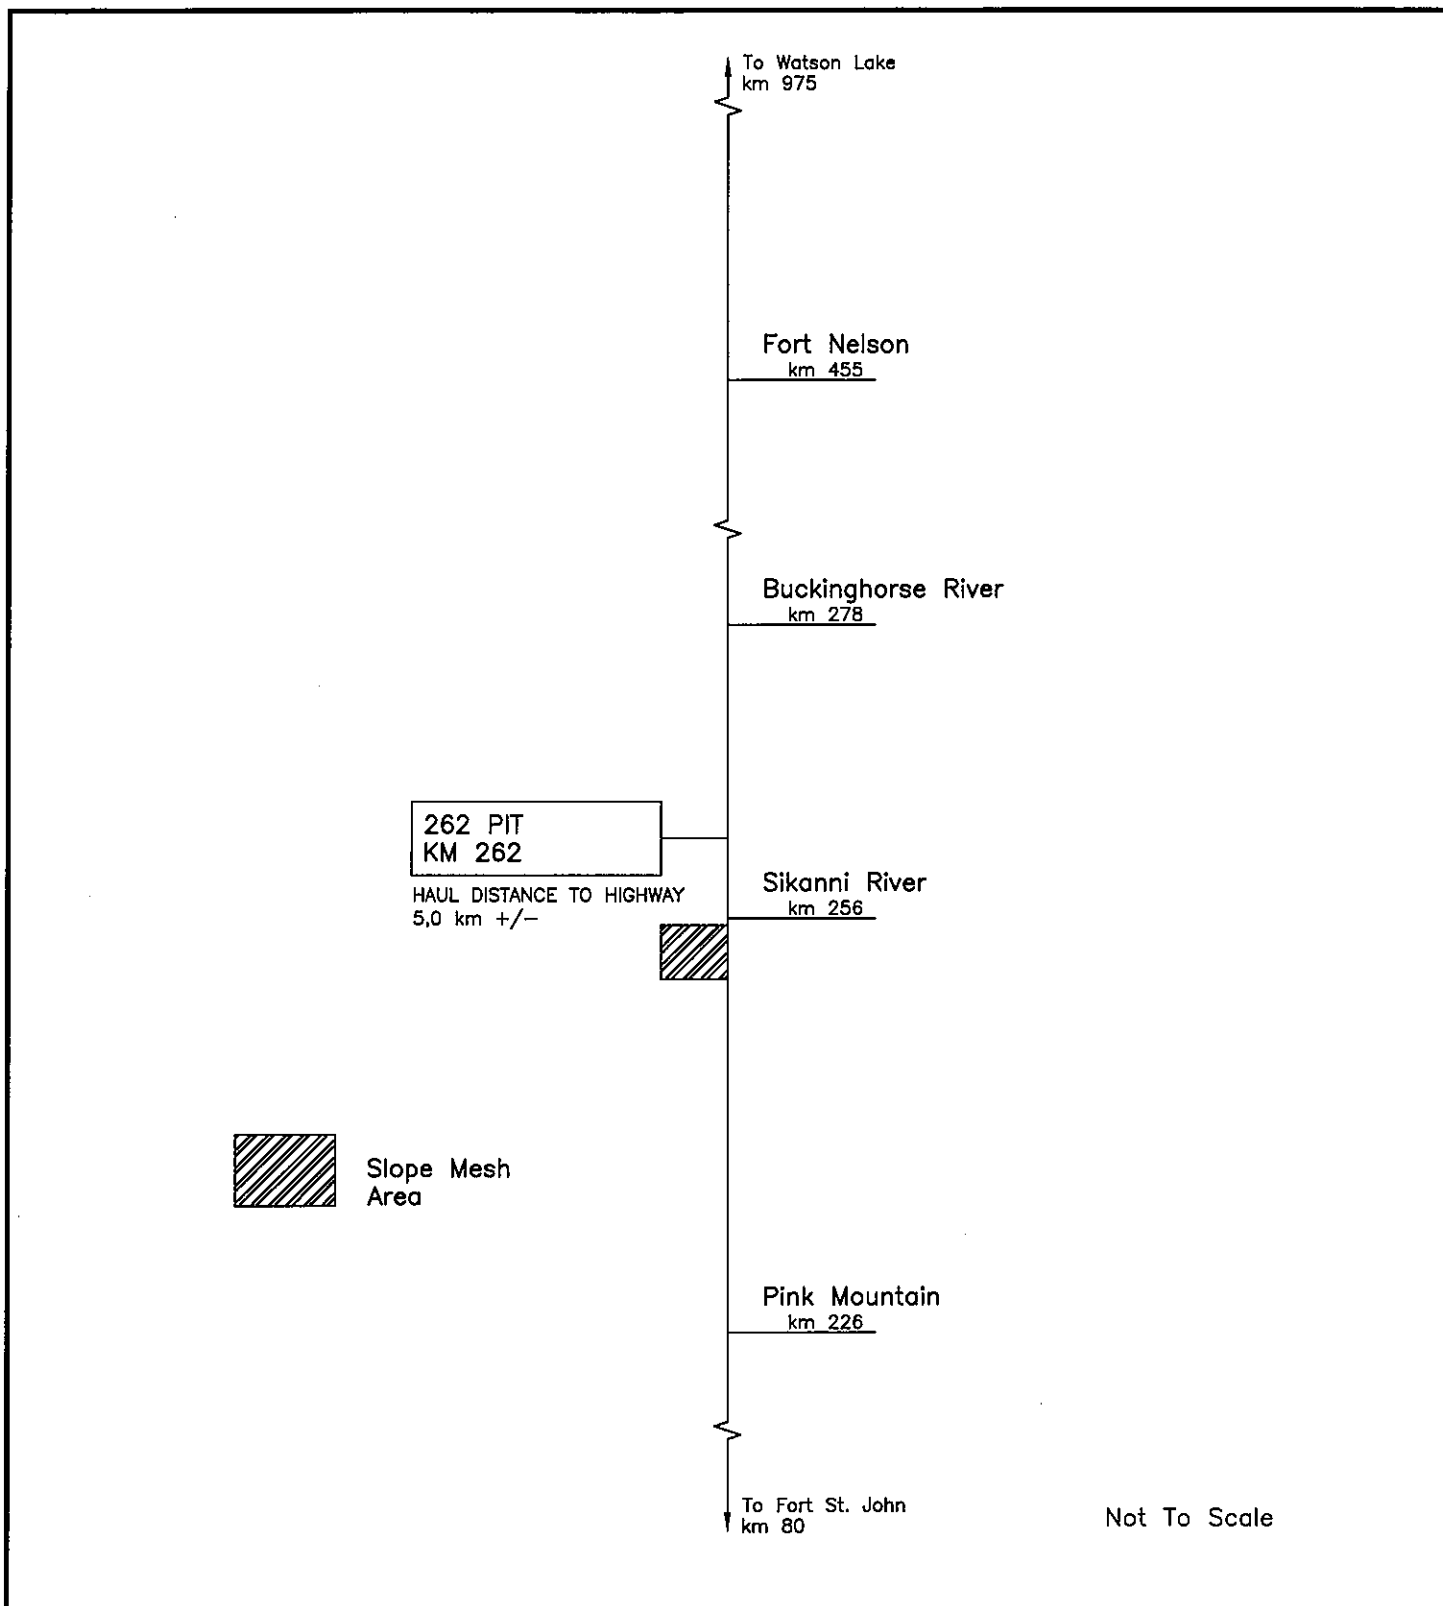 To Watson Lake
km 975
Fort Nelson
km 455
Buckinghorse River
km 278
262 PIT
KM 262
HAUL DISTANCE TO HIGHWAY
5,0 km +/-
Sikanni River
km 256
Slope Mesh
Area
Pink Mountain
km 226
To Fort St. John
km 80
Not To Scale